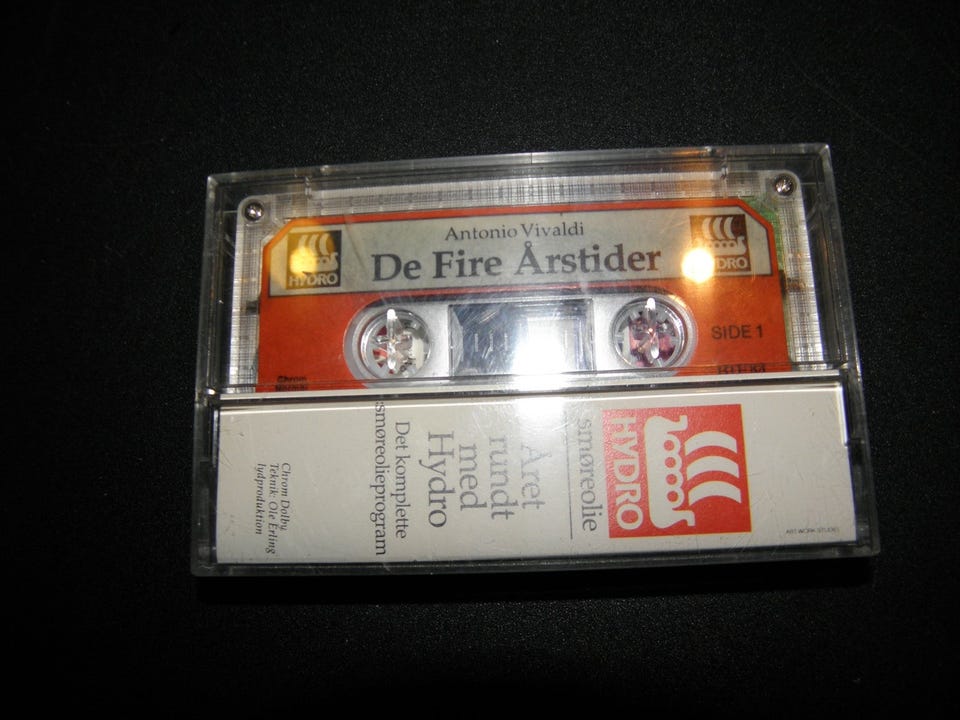 Antonio Vivaldi
De Fire Årstider
HYDRO
HYDRO
SIDE 1
Chrom
HYDRO
smøreolie
Året
rundt
med
Hydro
Det komplette
smøreolieprogram
Chrom Dolby
Teknik: Ole Erling
lydproduktion
ART WORK STUDIO